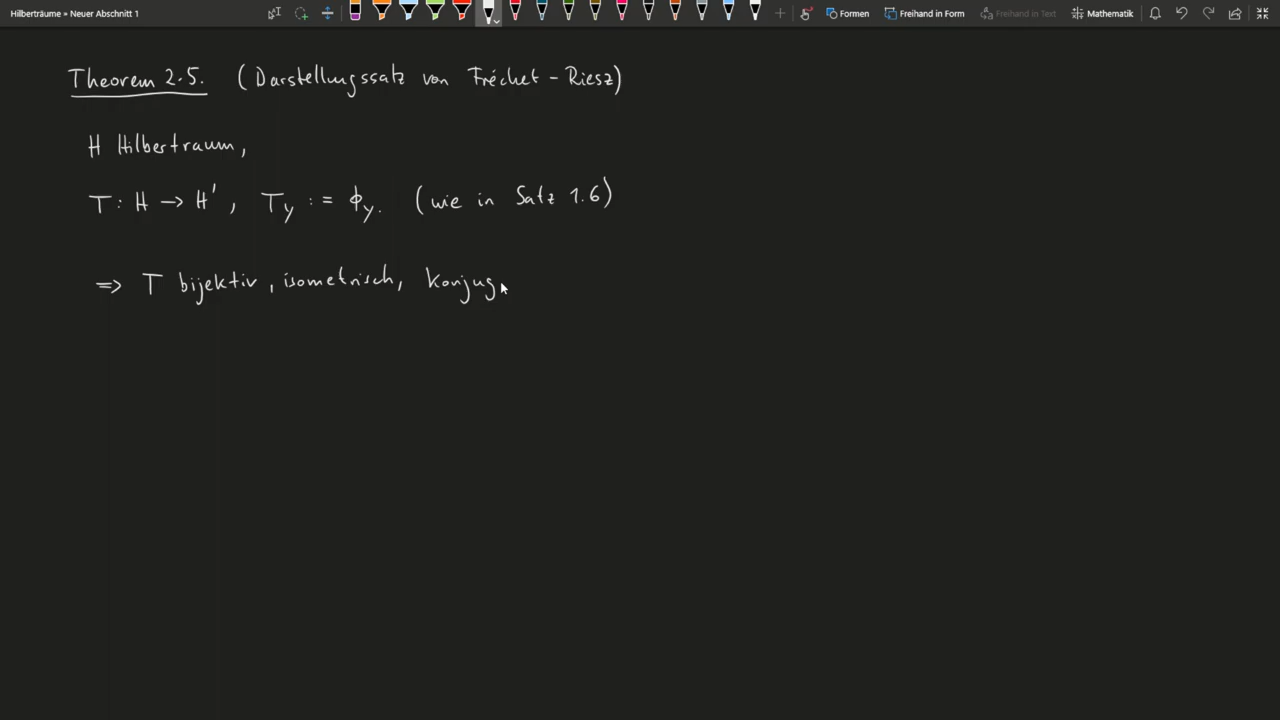 Hilberträume » Neuer Abschnitt 1
Formen
Freihand in Form
Freihand in Text
Mathematik
Theorem 2.5. (Darstellungssatz von Fréchet-Riesz)
H Hilbertraum,
T: H → H', Ty := ϕy. (wie in Satz 1.6)
⇒ T bijektiv, isometrisch, konjug